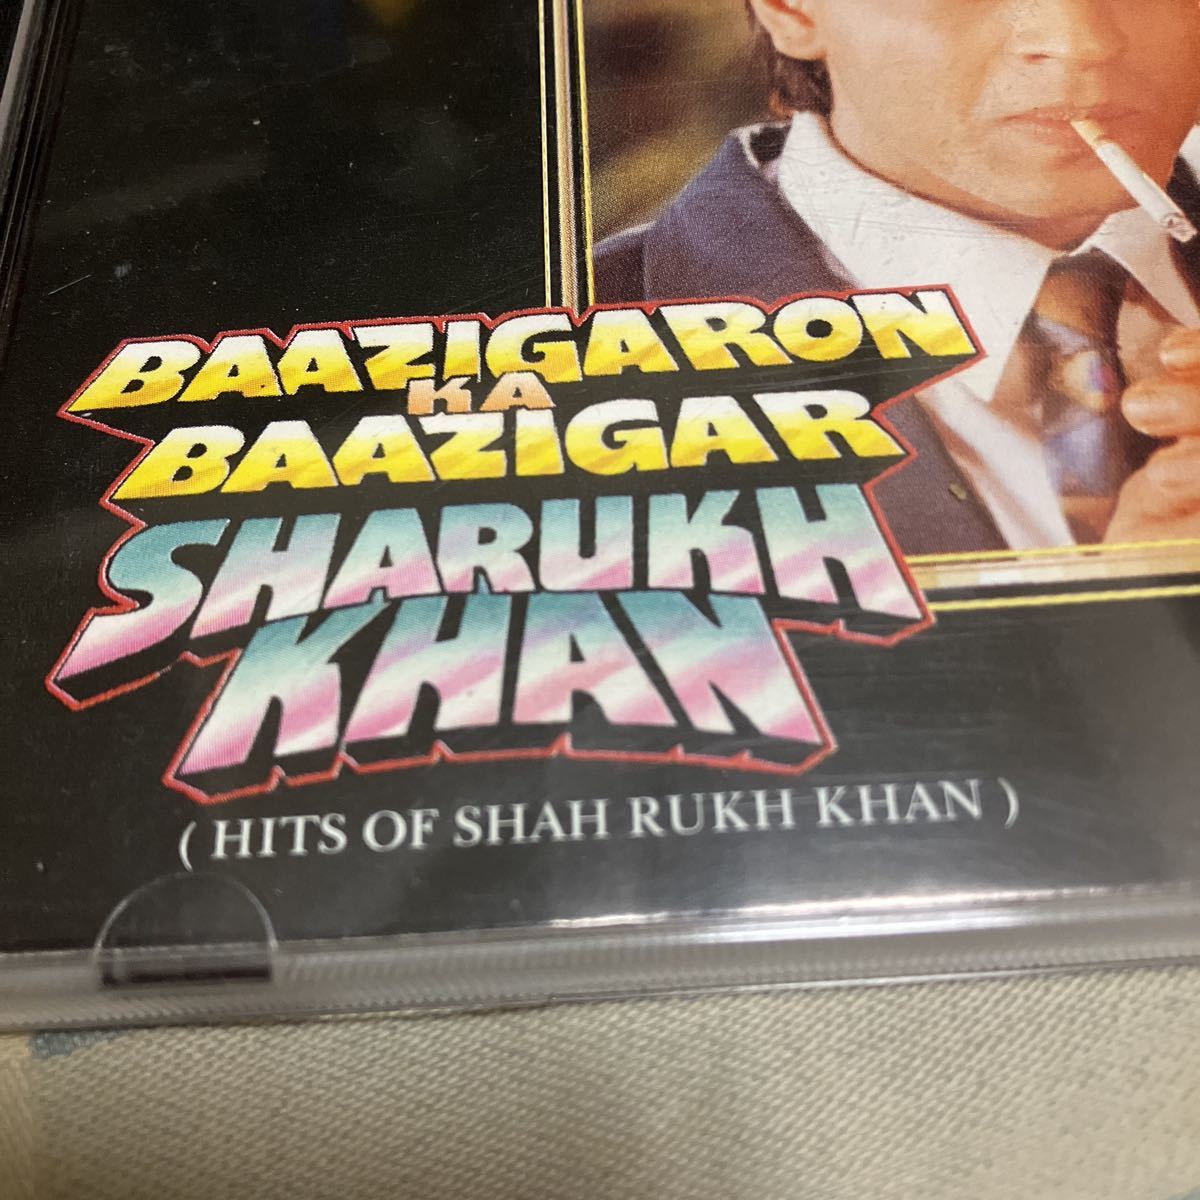 BAAZIGARON
KA
BAAZIGAR
SHARUKH
KHAN
( HITS OF SHAH RUKH KHAN )